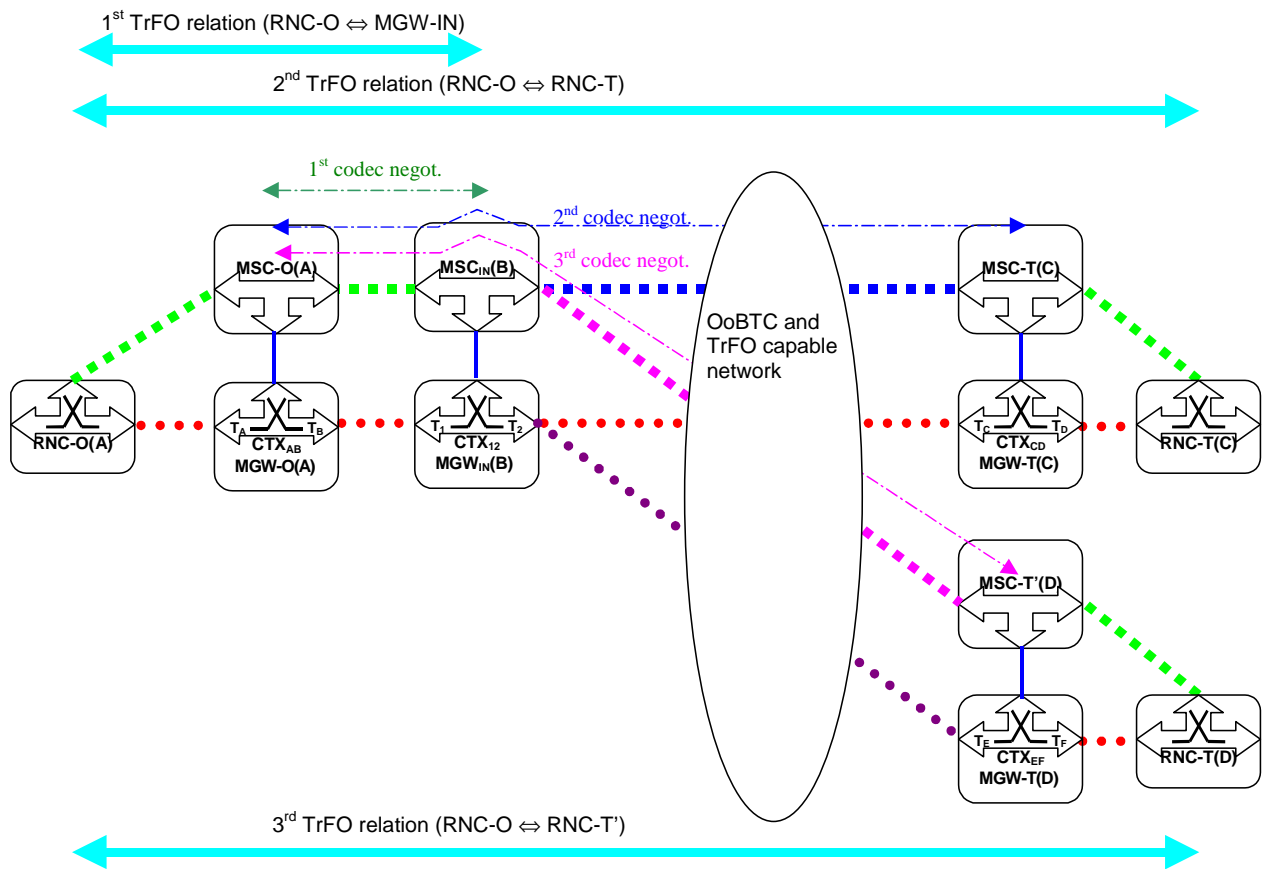 1st TrFO relation (RNC-O ⇔ MGW-IN)
2nd TrFO relation (RNC-O ⇔ RNC-T)
1st codec negot.
2nd codec negot.
3rd codec negot.
MSC-O(A)
MSCIN(B)
MSC-T(C)
OoBTC and
TrFO capable
network
RNC-O(A)
TA TB
CTXAB
MGW-O(A)
T1 T2
CTX12
MGWIN(B)
TC TD
CTXCD
MGW-T(C)
RNC-T(C)
MSC-T’(D)
TE TF
CTXEF
MGW-T(D)
RNC-T(D)
3rd TrFO relation (RNC-O ⇔ RNC-T’)